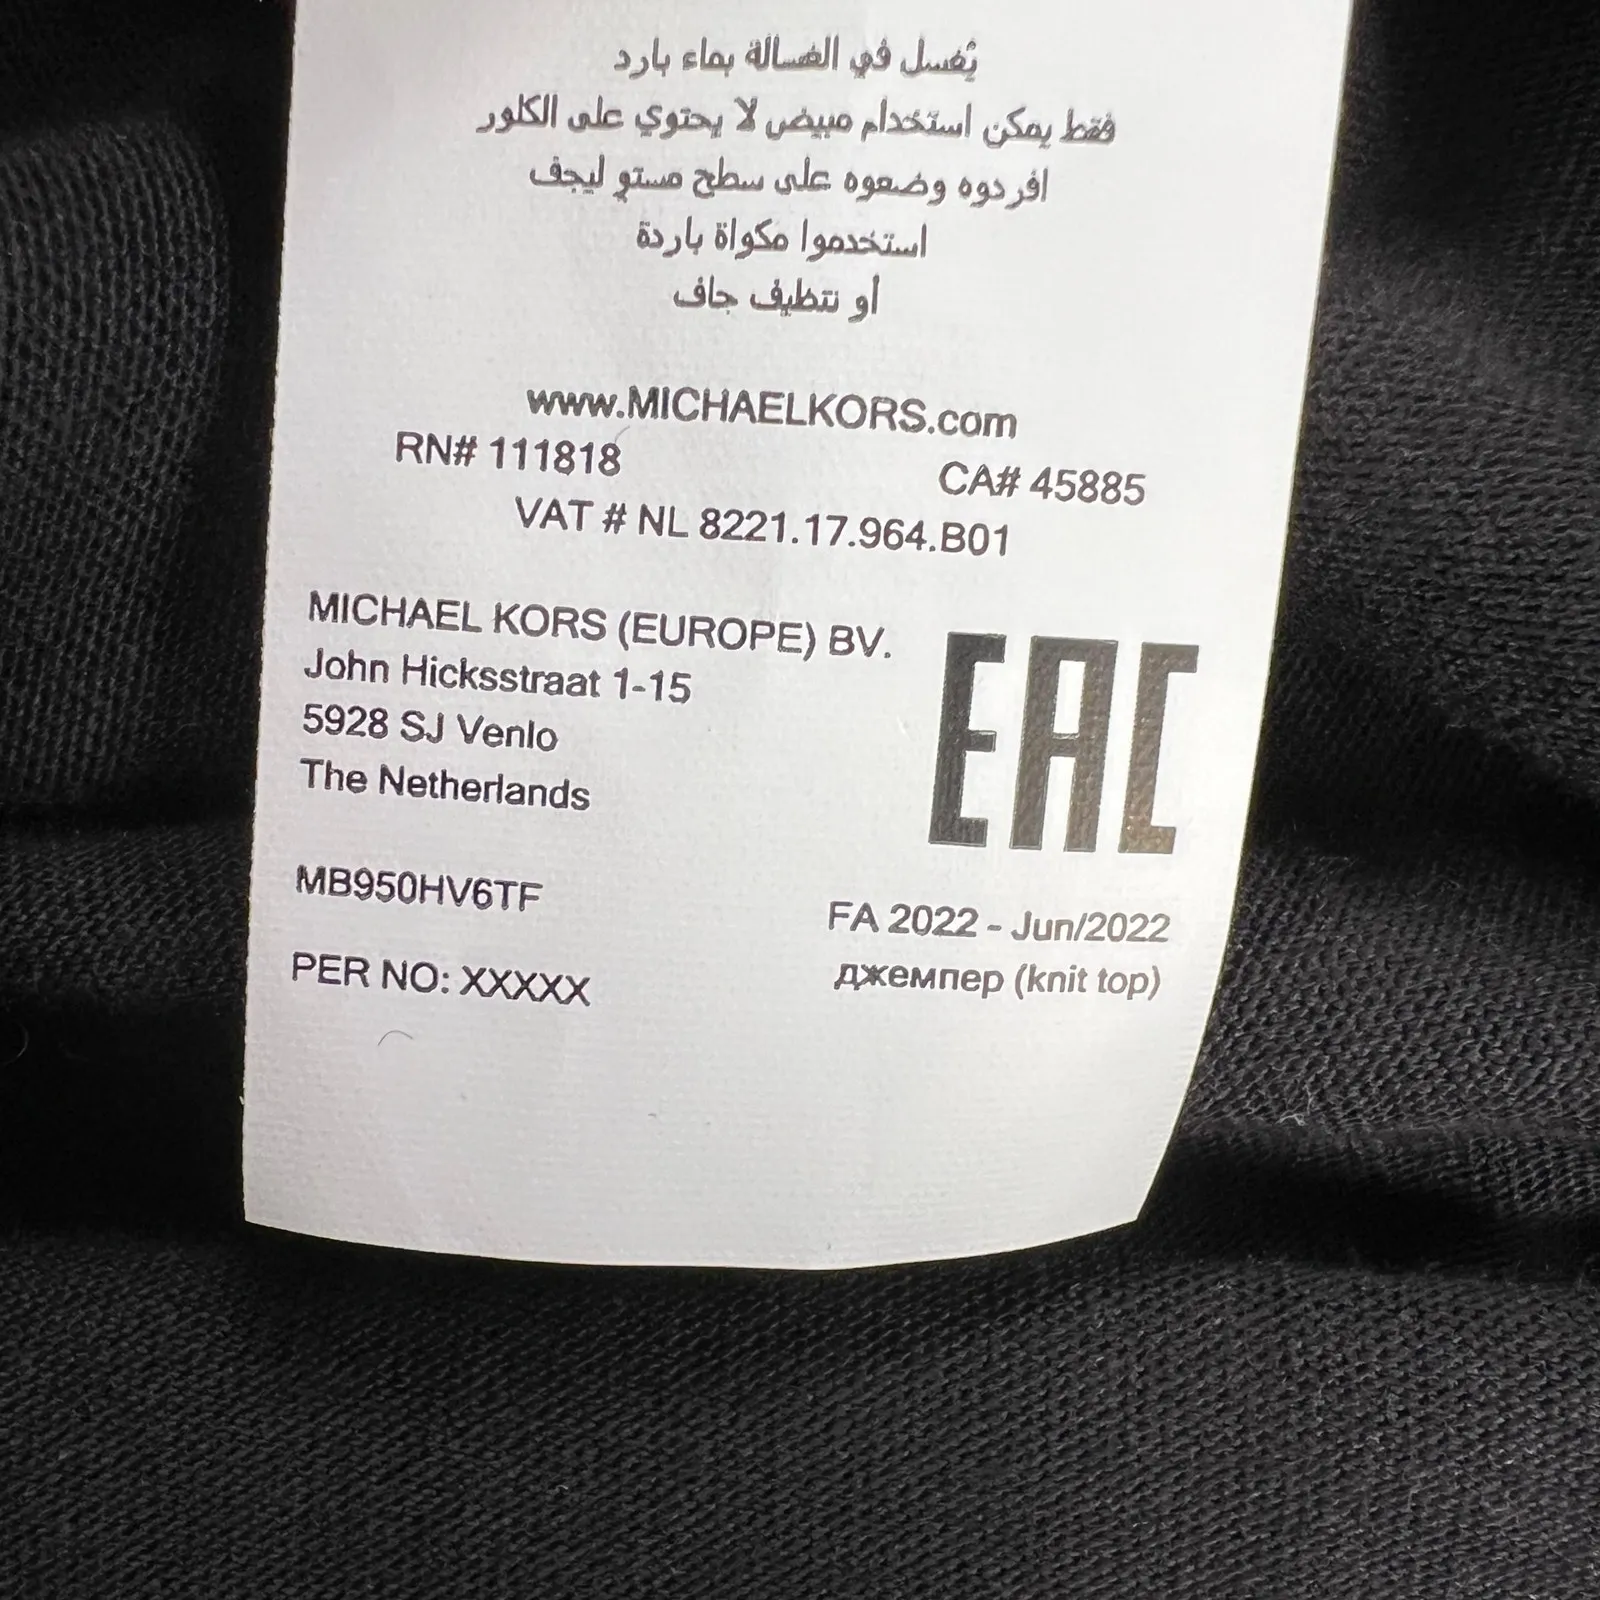 تغسل في الغسالة بماء بارد
فقط يمكن استخدام مبيض لا يحتوي على الكلور
افردوه وضعوه على سطح مستو ليجف
استخدموا مكواة باردة
أو نتظيف جاف
www.MICHAELKORS.com
RN# 111818 CA# 45885
VAT # NL 8221.17.964.B01
MICHAEL KORS (EUROPE) BV.
John Hicksstraat 1-15
5928 SJ Venlo
The Netherlands
EAC
MB950HV6TF
FA 2022 - Jun/2022
PER NO: XXXXX
джемпер (knit top)